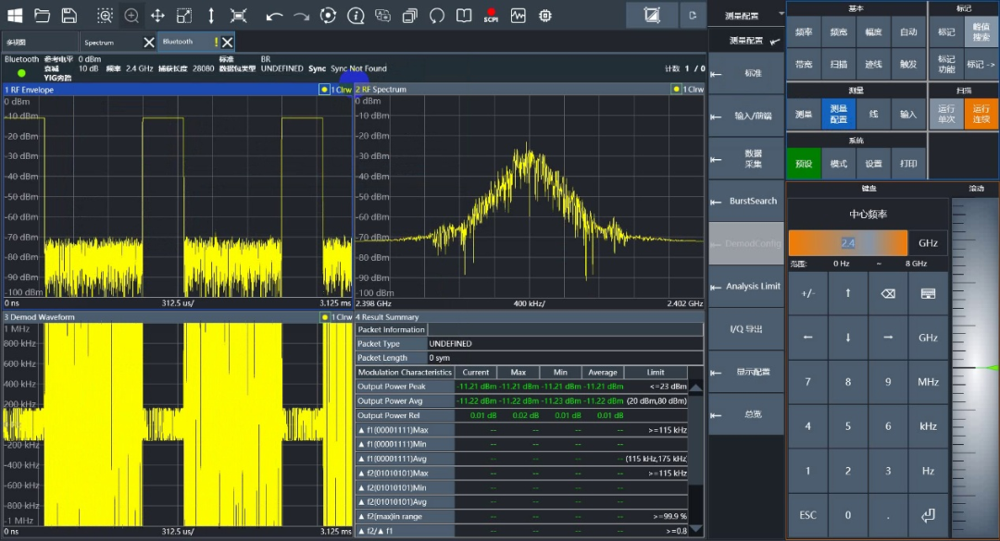 SCPI
多视图
Spectrum
Bluetooth
!
Bluetooth 参考电平 0 dBm 标准 BR
衰减 10 dB 频率 2.4 GHz 捕获长度 28080 数据包类型 UNDEFINED Sync Sync Not Found 计数 1 / 0
YIG旁路
1 RF Envelope 1 Clrw
0 dBm
-10 dBm
-20 dBm
-30 dBm
-40 dBm
-50 dBm
-60 dBm
-70 dBm
-80 dBm
-90 dBm
-100 dBm
0 ns 312.5 us/ 3.125 ms
2 RF Spectrum 1 Clrw
0 dBm
-10 dBm
-20 dBm
-30 dBm
-40 dBm
-50 dBm
-60 dBm
-70 dBm
-80 dBm
-90 dBm
-100 dBm
2.398 GHz 400 kHz/ 2.402 GHz
3 Demod Waveform 1 Clrw
1 MHz
800 kHz
600 kHz
400 kHz
200 kHz
0 Hz
-200 kHz
-400 kHz
-600 kHz
-800 kHz
-1 MHz
0 ns 312.5 us/ 3.125 ms
4 Result Summary
Packet Information
Packet Type UNDEFINED
Packet Length 0 sym
Modulation Characteristics Current Max Min Average Limit
Output Power Peak -11.21 dBm -11.21 dBm -11.21 dBm -11.21 dBm <=23 dBm
Output Power Avg -11.22 dBm -11.22 dBm -11.23 dBm -11.22 dBm (20 dBm,80 dBm)
Output Power Rel 0.01 dB 0.02 dB 0.01 dB 0.01 dB
▲ f1(00001111)Max -- -- -- -- >=115 kHz
▲ f1(00001111)Min -- -- -- --
▲ f1(00001111)Avg -- -- -- -- (115 kHz,175 kHz)
▲ f2(01010101)Max -- -- -- -- >=115 kHz
▲ f2(01010101)Min -- -- -- --
▲ f2(01010101)Avg -- -- -- --
▲ f2(max)in range -- -- -- -- >=99.9 %
▲ f2/▲ f1 -- -- -- -- >=0.8
测量配置
测量配置
标准
输入/前端
数据
采集
BurstSearch
DemodConfig
Analysis Limit
I/Q 导出
显示配置
总览
基本
频率 频宽 幅度 自动
带宽 扫描 迹线 触发
标记
标记 峰值
搜索
标记
功能 标记 ->
测量
测量 测量
配置 线 输入
扫描
运行
单次 运行
连续
系统
预设 模式 设置 打印
键盘
滚动
中心频率
2.4 GHz
范围: 0 Hz ~ 8 GHz
+/- ↑ ⌫
← ↓ → GHz
7 8 9 MHz
4 5 6 kHz
1 2 3 Hz
ESC 0 .